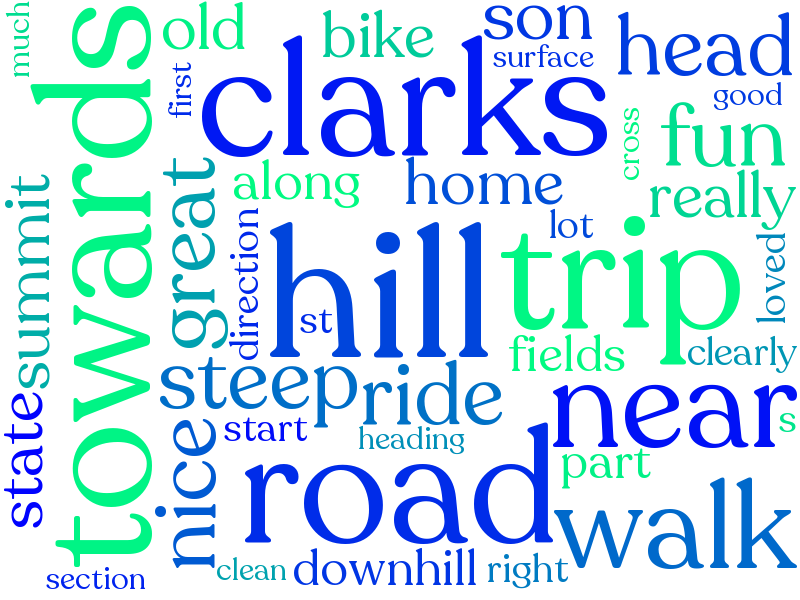 much
towards
old
first
bike
son
surface
head
good
clarks
cross
fun
along
home
really
summit
great
direction
hill
st
lot
trip
loved
fields
clearly
steep
ride
near
s
state
nice
start
heading
road
part
walk
section
clean
downhill
right